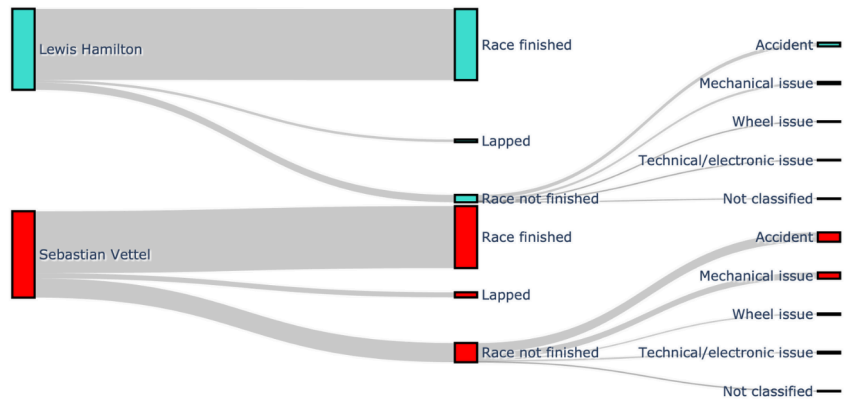 Lewis Hamilton
Race finished
Lapped
Race not finished
Accident
Mechanical issue
Wheel issue
Technical/electronic issue
Not classified
Sebastian Vettel
Race finished
Lapped
Race not finished
Accident
Mechanical issue
Wheel issue
Technical/electronic issue
Not classified